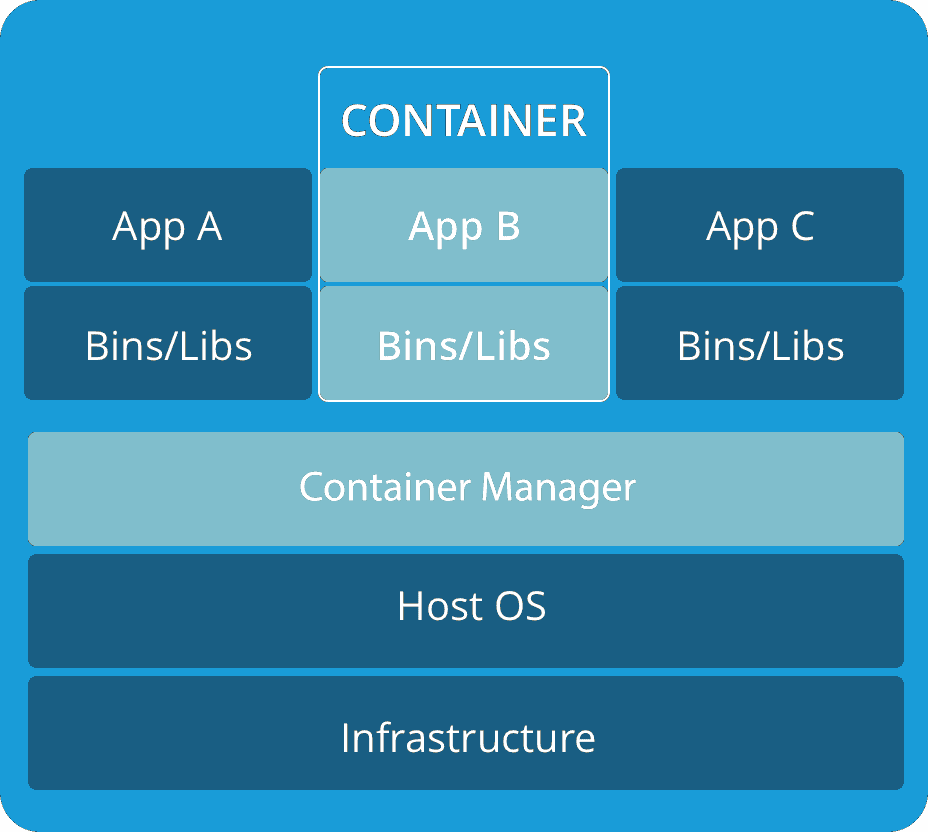 CONTAINER
App A
App B
App C
Bins/Libs
Bins/Libs
Bins/Libs
Container Manager
Host OS
Infrastructure